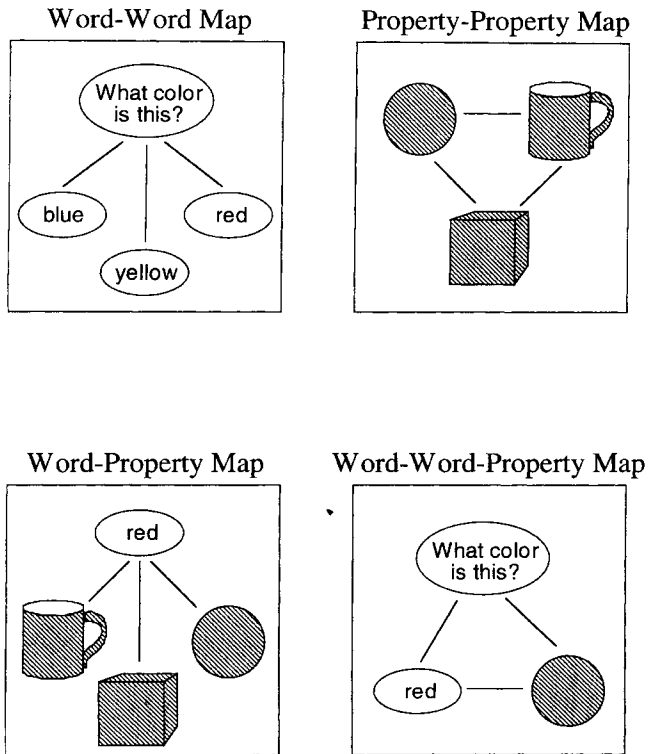 Word-Word Map
What color
is this?
blue
red
yellow
Property-Property Map
Word-Property Map
red
Word-Word-Property Map
What color
is this?
red